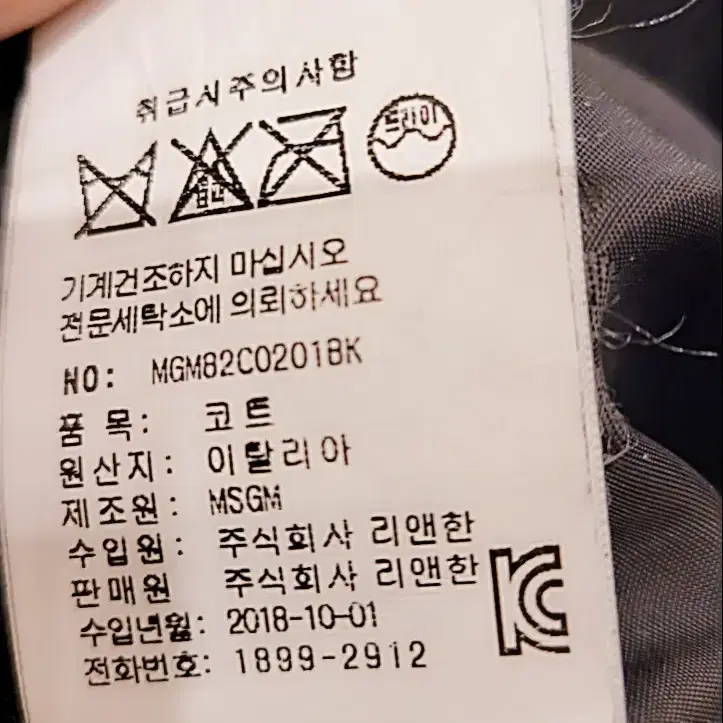 취급시주의사항
염과
드라이
기계건조하지 마십시오
전문세탁소에 의뢰하세요
NO: MGM82C0201BK
품 목: 코트
원산지: 이탈리아
제조원: MSGM
수입원: 주식회사 리앤한
판매원 주식회사 리앤한
수입년월: 2018-10-01
전화번호: 1899-2912